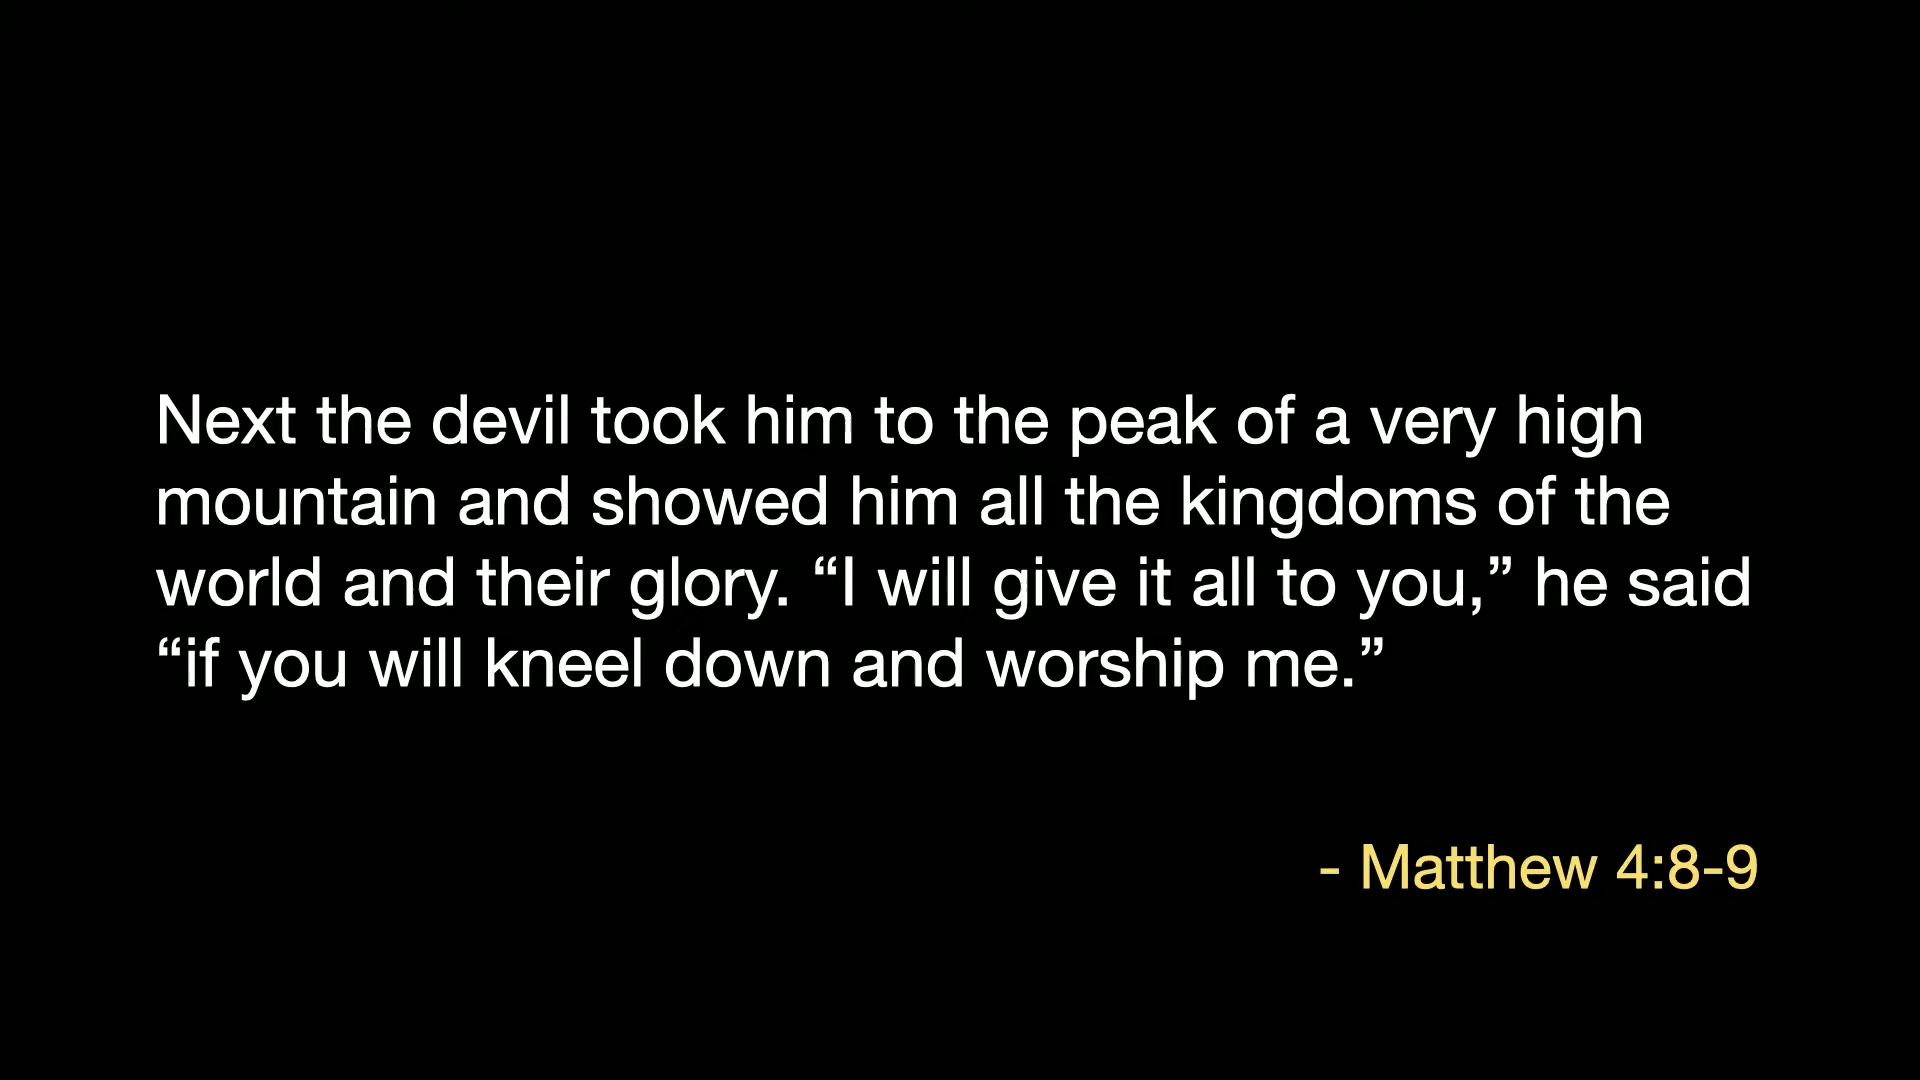 Next the devil took him to the peak of a very high
mountain and showed him all the kingdoms of the
world and their glory. “I will give it all to you,” he said
“if you will kneel down and worship me.”
- Matthew 4:8-9